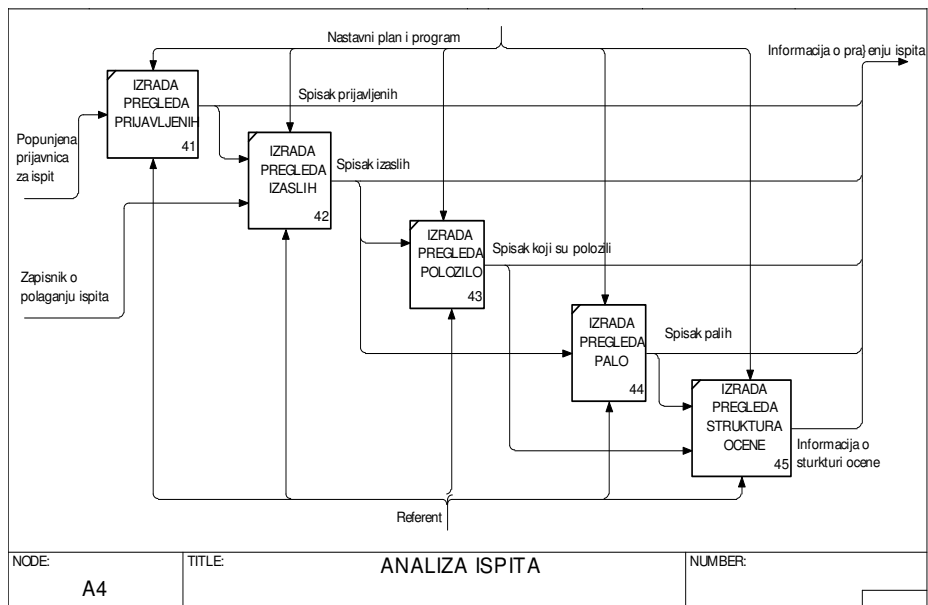 Nastavni plan i program
Informacija o pra}enju ispita
IZRADA
PREGLEDA
PRIJAVLJENIH
41
Spisak prijavljenih
Popunjena
prijavnica
za ispit
IZRADA
PREGLEDA
IZASLIH
42
Spisak izaslih
Zapisnik o
polaganju ispita
IZRADA
PREGLEDA
POLOZILO
43
Spisak koji su polozili
IZRADA
PREGLEDA
PALO
44
Spisak palih
IZRADA
PREGLEDA
STRUKTURA
OCENE
45
Informacija o
sturkturi ocene
Referent
NODE:
A4
TITLE:
ANALIZA ISPITA
NUMBER: